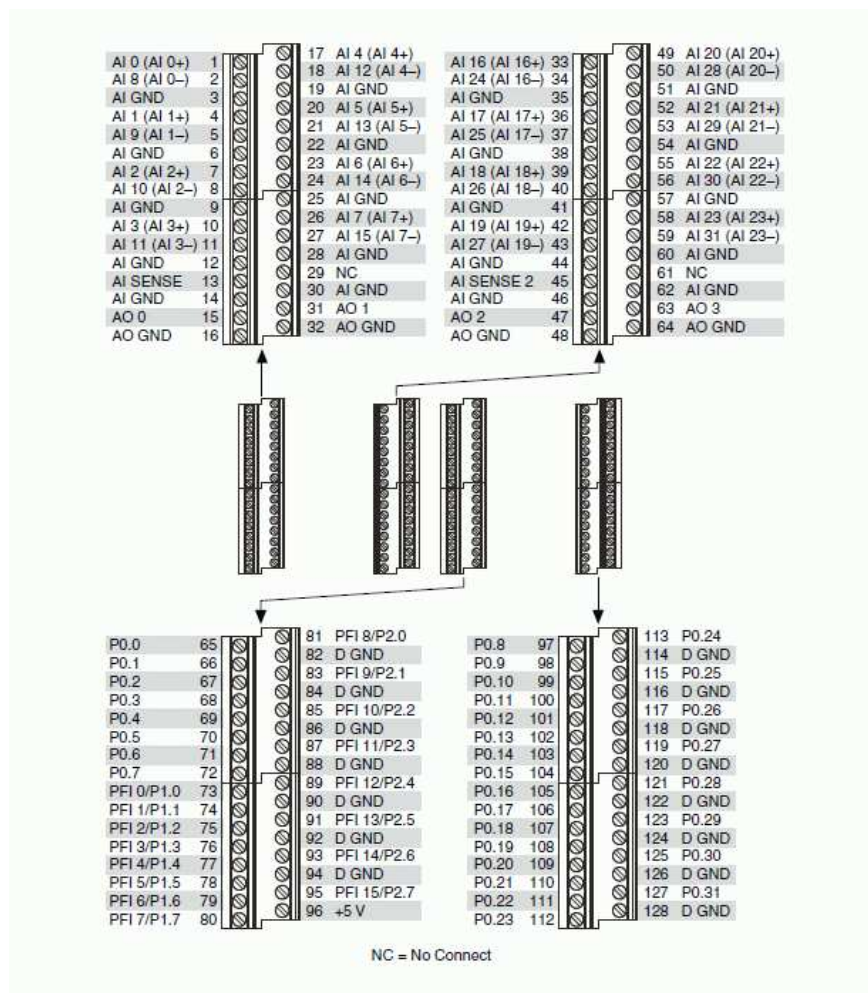 AI 0 (AI 0+) 1
AI 8 (AI 0–) 2
AI GND 3
AI 1 (AI 1+) 4
AI 9 (AI 1–) 5
AI GND 6
AI 2 (AI 2+) 7
AI 10 (AI 2–) 8
AI GND 9
AI 3 (AI 3+) 10
AI 11 (AI 3–) 11
AI GND 12
AI SENSE 13
AI GND 14
AO 0 15
AO GND 16
17 AI 4 (AI 4+)
18 AI 12 (AI 4–)
19 AI GND
20 AI 5 (AI 5+)
21 AI 13 (AI 5–)
22 AI GND
23 AI 6 (AI 6+)
24 AI 14 (AI 6–)
25 AI GND
26 AI 7 (AI 7+)
27 AI 15 (AI 7–)
28 AI GND
29 NC
30 AI GND
31 AO 1
32 AO GND
AI 16 (AI 16+) 33
AI 24 (AI 16–) 34
AI GND 35
AI 17 (AI 17+) 36
AI 25 (AI 17–) 37
AI GND 38
AI 18 (AI 18+) 39
AI 26 (AI 18–) 40
AI GND 41
AI 19 (AI 19+) 42
AI 27 (AI 19–) 43
AI GND 44
AI SENSE 2 45
AI GND 46
AO 2 47
AO GND 48
49 AI 20 (AI 20+)
50 AI 28 (AI 20–)
51 AI GND
52 AI 21 (AI 21+)
53 AI 29 (AI 21–)
54 AI GND
55 AI 22 (AI 22+)
56 AI 30 (AI 22–)
57 AI GND
58 AI 23 (AI 23+)
59 AI 31 (AI 23–)
60 AI GND
61 NC
62 AI GND
63 AO 3
64 AO GND
P0.0 65
P0.1 66
P0.2 67
P0.3 68
P0.4 69
P0.5 70
P0.6 71
P0.7 72
PFI 0/P1.0 73
PFI 1/P1.1 74
PFI 2/P1.2 75
PFI 3/P1.3 76
PFI 4/P1.4 77
PFI 5/P1.5 78
PFI 6/P1.6 79
PFI 7/P1.7 80
81 PFI 8/P2.0
82 D GND
83 PFI 9/P2.1
84 D GND
85 PFI 10/P2.2
86 D GND
87 PFI 11/P2.3
88 D GND
89 PFI 12/P2.4
90 D GND
91 PFI 13/P2.5
92 D GND
93 PFI 14/P2.6
94 D GND
95 PFI 15/P2.7
96 +5 V
P0.8 97
P0.9 98
P0.10 99
P0.11 100
P0.12 101
P0.13 102
P0.14 103
P0.15 104
P0.16 105
P0.17 106
P0.18 107
P0.19 108
P0.20 109
P0.21 110
P0.22 111
P0.23 112
113 P0.24
114 D GND
115 P0.25
116 D GND
117 P0.26
118 D GND
119 P0.27
120 D GND
121 P0.28
122 D GND
123 P0.29
124 D GND
125 P0.30
126 D GND
127 P0.31
128 D GND
NC = No Connect